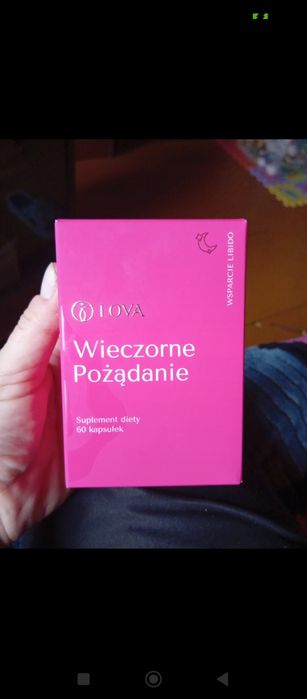 LOVA
WSPARCIE LIBIDO
Wieczorne
Pożądanie
Suplement diety
60 kapsułek